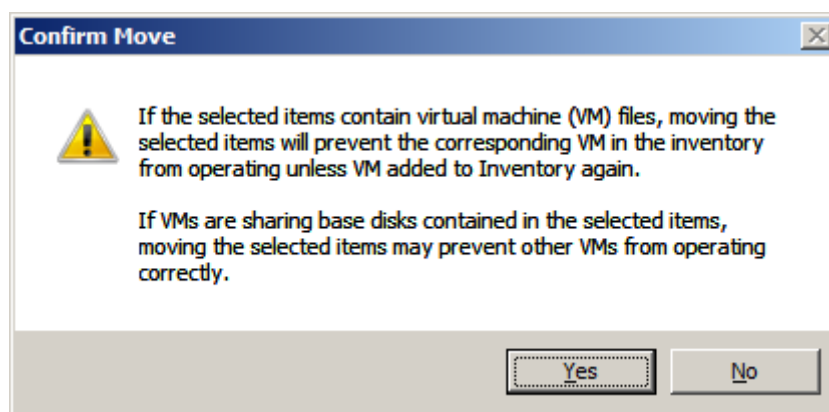 Confirm Move
If the selected items contain virtual machine (VM) files, moving the
selected items will prevent the corresponding VM in the inventory
from operating unless VM added to Inventory again.
If VMs are sharing base disks contained in the selected items,
moving the selected items may prevent other VMs from operating
correctly.
Yes
No